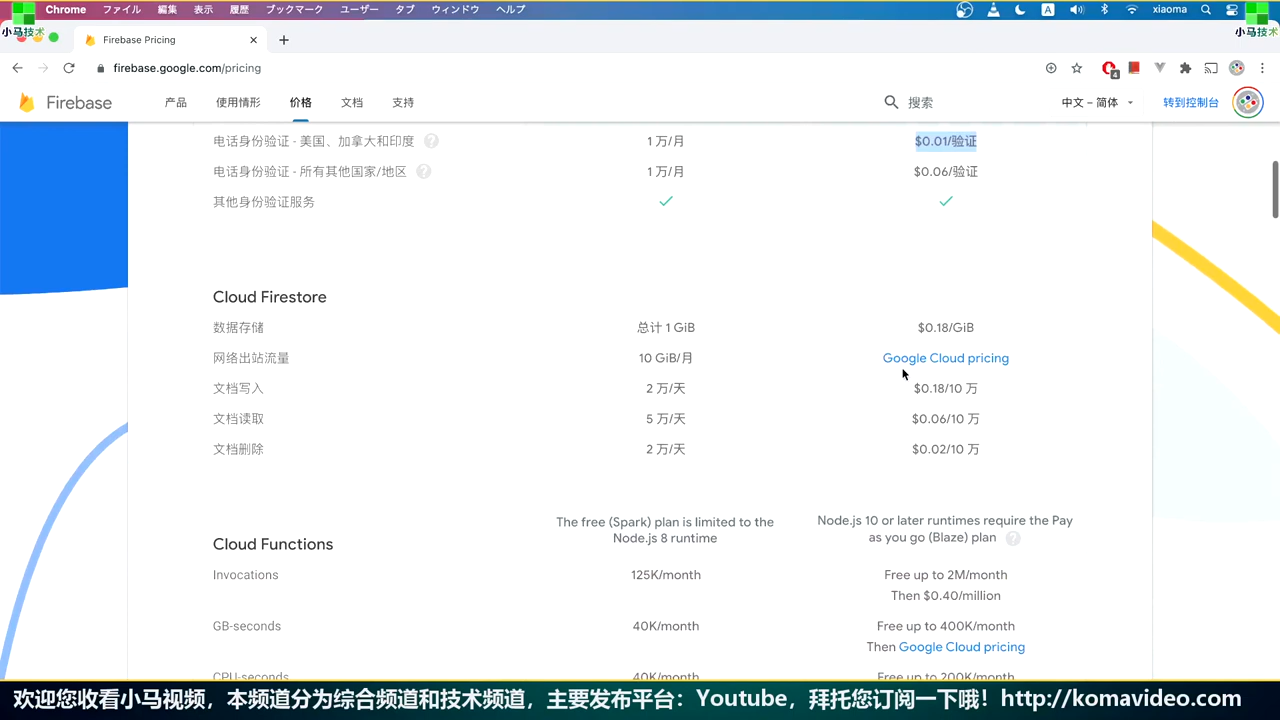 Chrome ファイル 編集 表示 履歴 ブックマーク ユーザー タブ ウィンドウ ヘルプ A xiaoma
小马技术
小马技术
Firebase Pricing
firebase.google.com/pricing
4
Firebase 产品 使用情形 价格 文档 支持 搜索 中文 – 简体 转到控制台
电话身份验证 - 美国、加拿大和印度 ? 1 万/月 $0.01/验证
电话身份验证 - 所有其他国家/地区 ? 1 万/月 $0.06/验证
其他身份验证服务
Cloud Firestore
数据存储 总计 1 GiB $0.18/GiB
网络出站流量 10 GiB/月 Google Cloud pricing
文档写入 2 万/天 $0.18/10 万
文档读取 5 万/天 $0.06/10 万
文档删除 2 万/天 $0.02/10 万
Cloud Functions
The free (Spark) plan is limited to the
Node.js 8 runtime
Node.js 10 or later runtimes require the Pay
as you go (Blaze) plan ?
Invocations 125K/month Free up to 2M/month
Then $0.40/million
GB-seconds 40K/month Free up to 400K/month
Then Google Cloud pricing
CPU-seconds 40K/month Free up to 200K/month
欢迎您收看小马视频，本频道分为综合频道和技术频道，主要发布平台：Youtube，拜托您订阅一下哦！http://komavideo.com